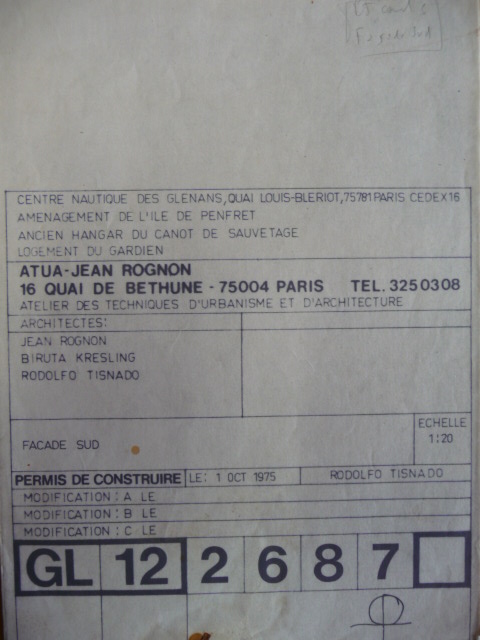 CENTRE NAUTIQUE DES GLENANS, QUAI LOUIS-BLERIOT, 75781 PARIS CEDEX 16
AMENAGEMENT DE L'ILE DE PENFRET
ANCIEN HANGAR DU CANOT DE SAUVETAGE
LOGEMENT DU GARDIEN
ATUA-JEAN ROGNON
16 QUAI DE BETHUNE - 75004 PARIS TEL. 3250308
ATELIER DES TECHNIQUES D'URBANISME ET D'ARCHITECTURE
ARCHITECTES:
JEAN ROGNON
BIRUTA KRESLING
RODOLFO TISNADO
FACADE SUD
ECHELLE
1:20
PERMIS DE CONSTRUIRE LE: 1 OCT 1975 RODOLFO TISNADO
MODIFICATION: A LE
MODIFICATION: B LE
MODIFICATION: C LE
GL 12 2 6 8 7